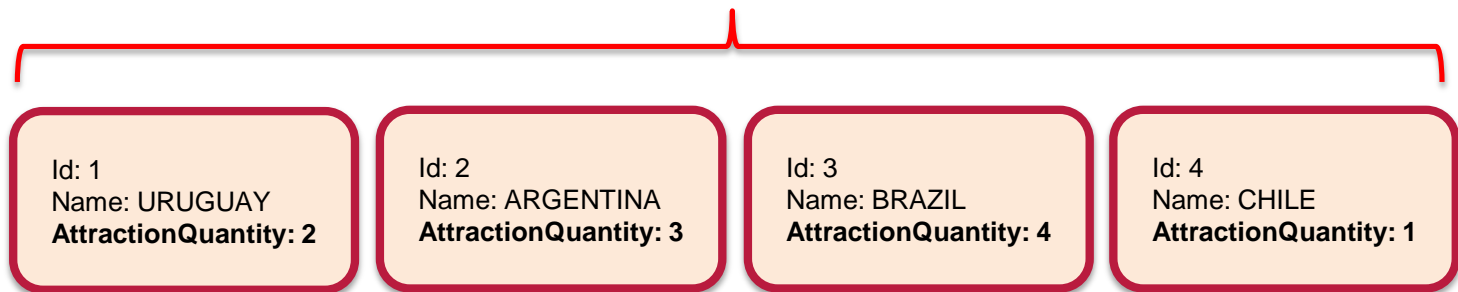 Id: 1
Name: URUGUAY
AttractionQuantity: 2
Id: 2
Name: ARGENTINA
AttractionQuantity: 3
Id: 3
Name: BRAZIL
AttractionQuantity: 4
Id: 4
Name: CHILE
AttractionQuantity: 1